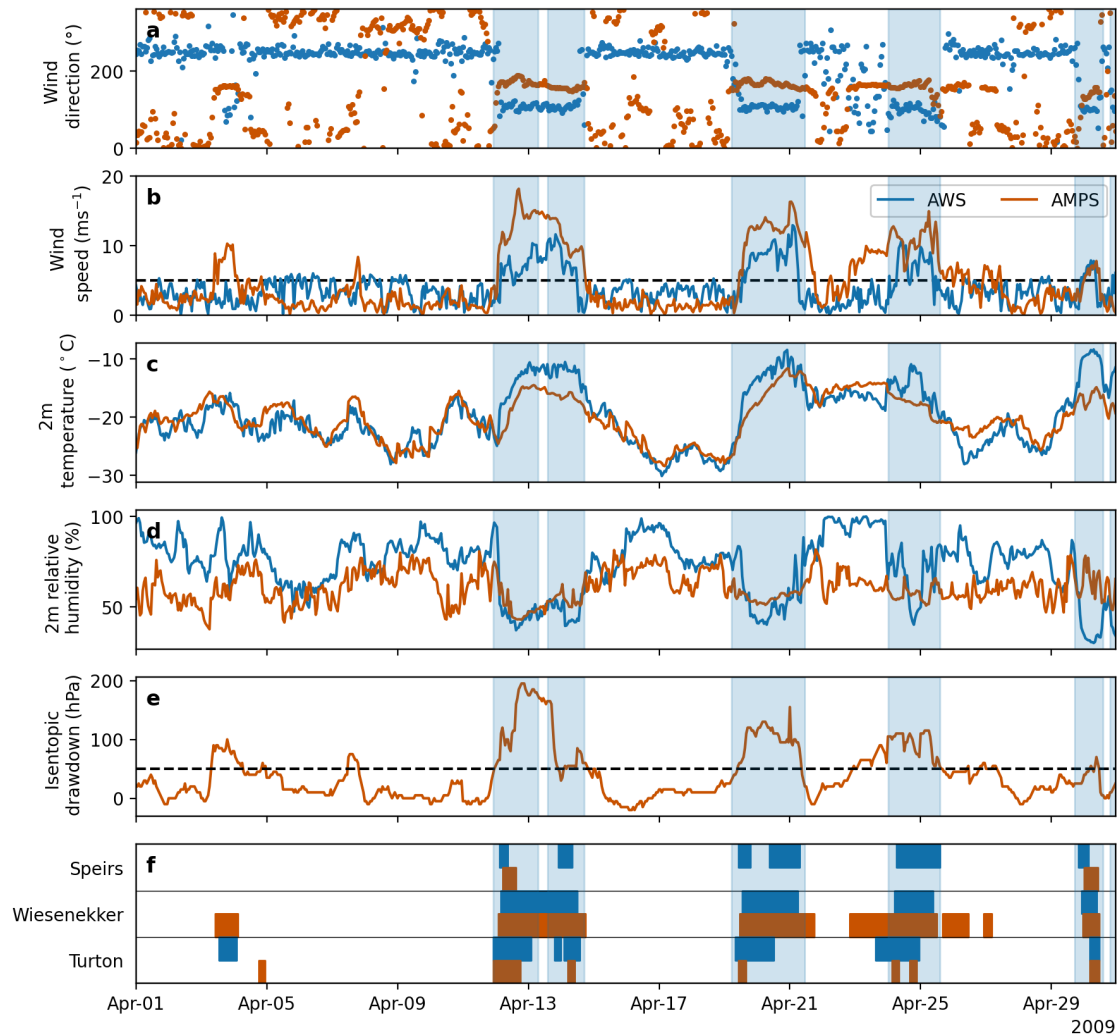 a
Wind
direction (°)
200
0
b
Wind
speed (ms⁻¹)
20
10
0
AWS
AMPS
c
2m
temperature (°C)
−10
−20
−30
d
2m relative
humidity (%)
100
50
e
Isentopic
drawdown (hPa)
200
100
0
f
Speirs
Wiesenekker
Turton
Apr-01
Apr-05
Apr-09
Apr-13
Apr-17
Apr-21
Apr-25
Apr-29
2009